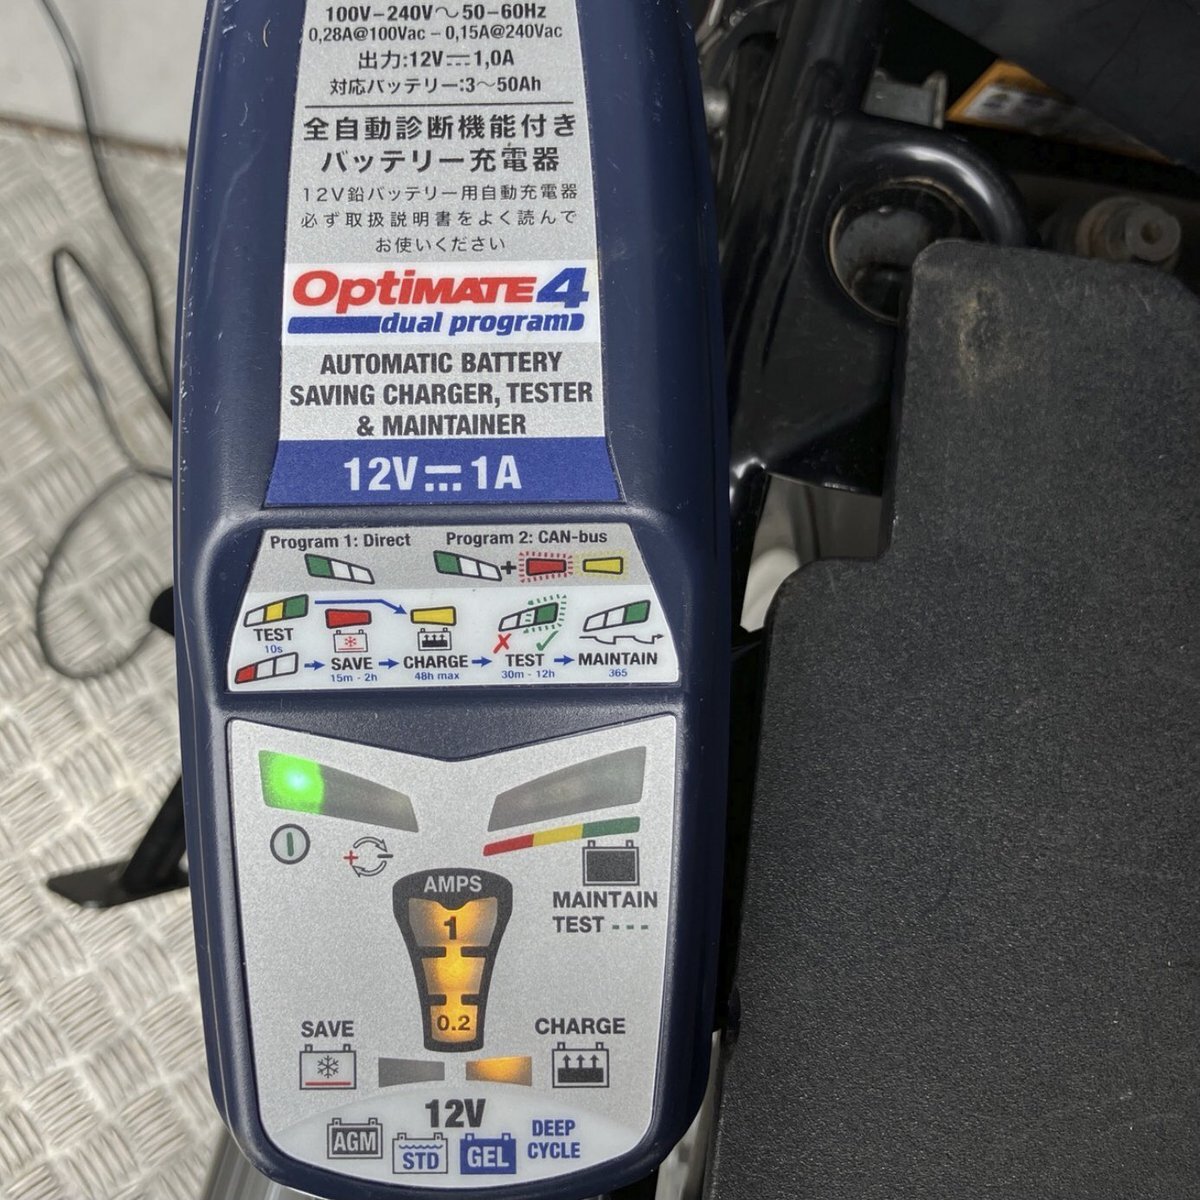 100V–240V～50–60Hz
0,28A@100Vac – 0,15A@240Vac
出力:12V⎓1,0A
対応バッテリー:3～50Ah
全自動診断機能付き
バッテリー充電器
12V鉛バッテリー用自動充電器
必ず取扱説明書をよく読んで
お使いください
OptiMATE4
dual program
AUTOMATIC BATTERY
SAVING CHARGER, TESTER
& MAINTAINER
12V⎓1A
Program 1: Direct Program 2: CAN-bus
+
TEST
10s
SAVE CHARGE TEST MAINTAIN
15m - 2h 48h max 30m - 12h 365
AMPS
1
MAINTAIN
TEST ---
0.2
SAVE CHARGE
12V
AGM STD GEL DEEP
CYCLE